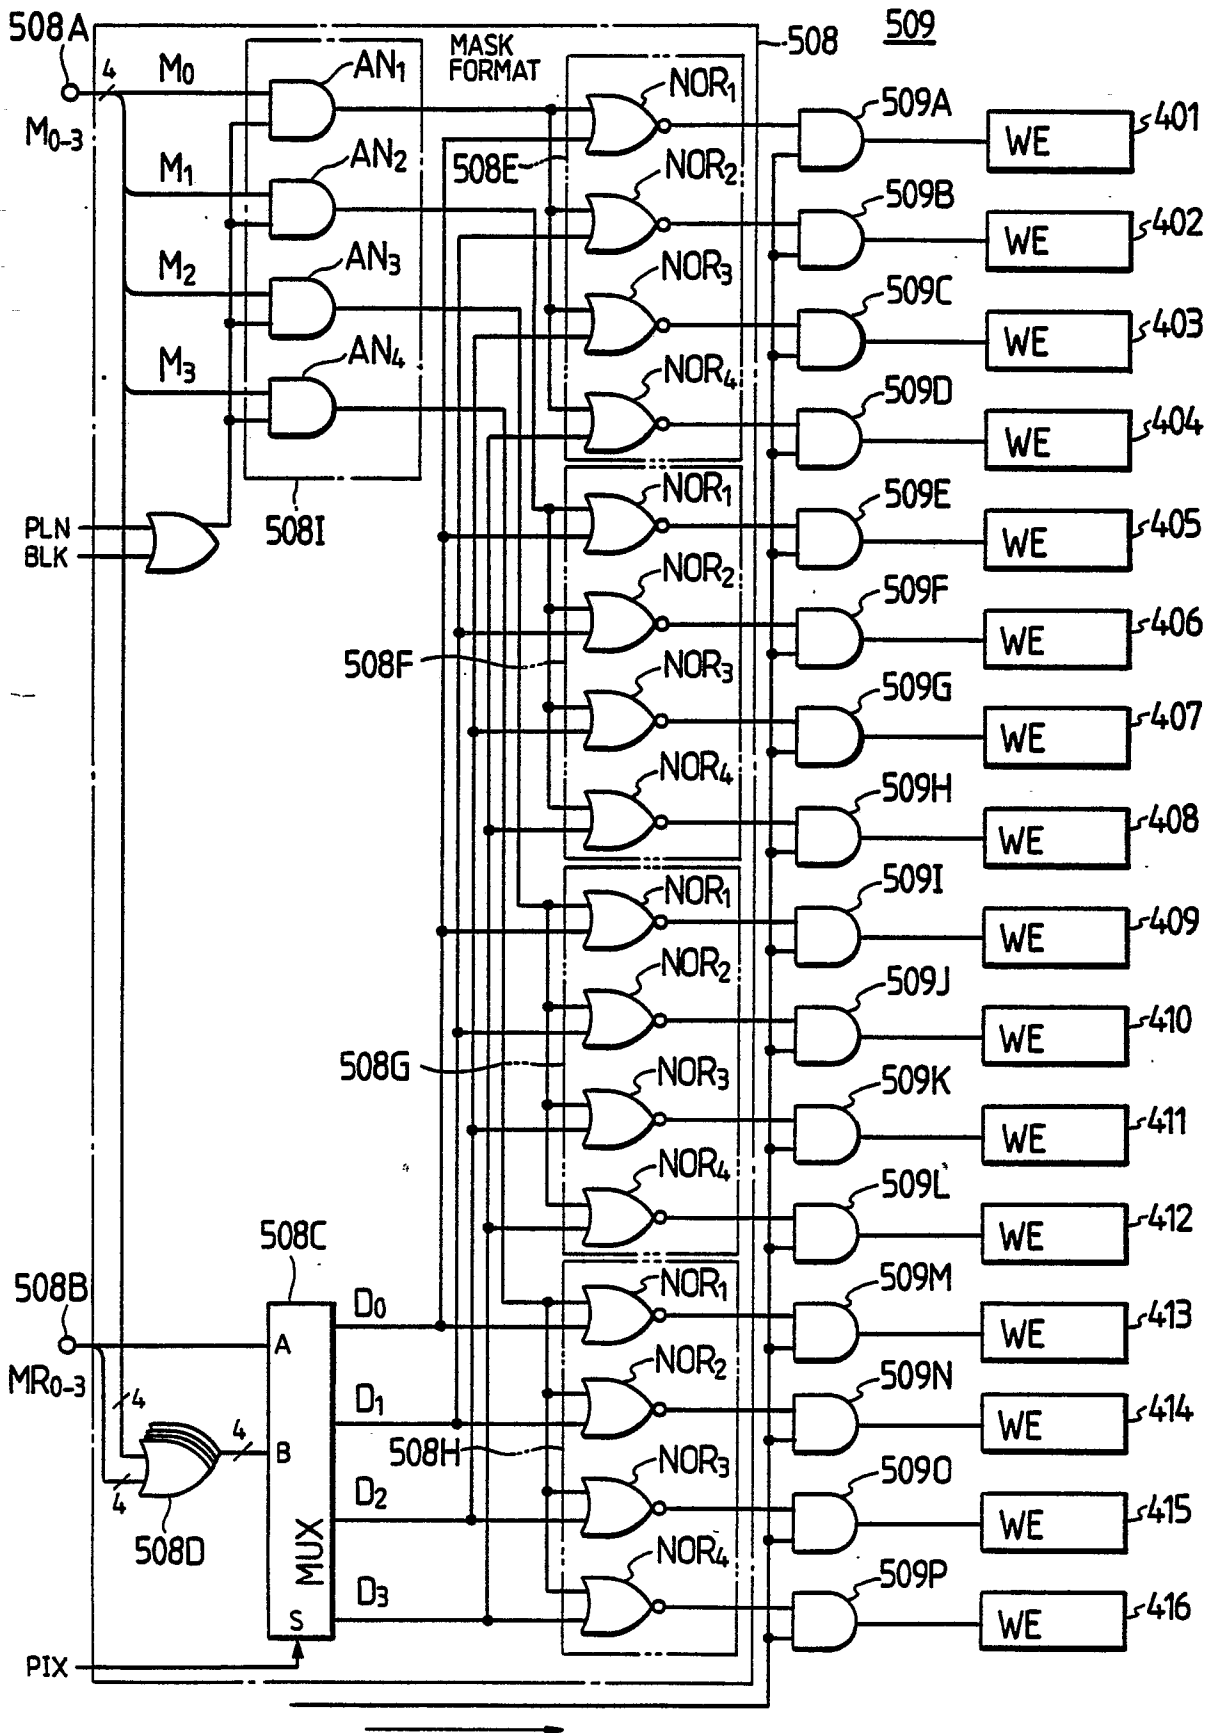 508A
4
M0
AN1
MASK
FORMAT
508
509
M0-3
NOR1
509A
WE
401
508E
M1
AN2
NOR2
509B
WE
402
M2
AN3
NOR3
509C
WE
403
M3
AN4
NOR4
509D
WE
404
PLN
BLK
508I
NOR1
509E
WE
405
NOR2
509F
WE
406
508F
NOR3
509G
WE
407
NOR4
509H
WE
408
NOR1
509I
WE
409
NOR2
509J
WE
410
508G
NOR3
509K
WE
411
NOR4
509L
WE
412
508C
508B
MR0-3
A
D0
NOR1
509M
WE
413
4
4
4
B
D1
NOR2
509N
WE
414
508H
508D
MUX
D2
NOR3
509O
WE
415
S
D3
NOR4
509P
WE
416
PIX